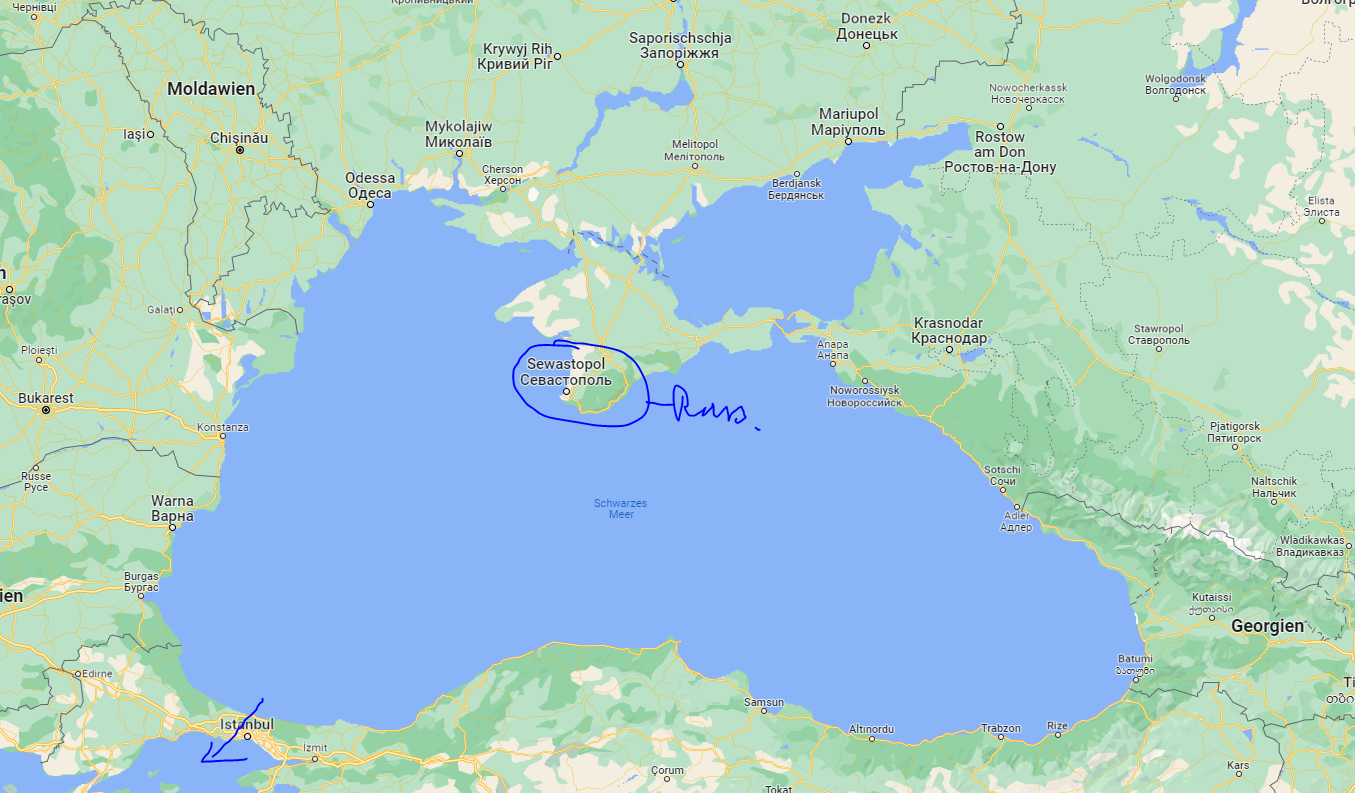 Чернівці
Кропивницький
Donezk
Донецьк
Saporischschja
Запоріжжя
Krywyj Rih
Кривий Ріг
Moldawien
Wolgodonsk
Волгодонск
Nowocherkassk
Новочеркасск
Mariupol
Маріуполь
Iași
Chișinău
Mykolajiw
Миколаїв
Rostow
am Don
Ростов-на-Дону
Melitopol
Мелітополь
Cherson
Херсон
Odessa
Одеса
Berdjansk
Бердянськ
Elista
Элиста
Galați
Krasnodar
Краснодар
Stawropol
Ставрополь
Anapa
Анапа
Ploiești
Sewastopol
Севастополь
Noworossiysk
Новороссийск
Bukarest
Russ.
Konstanza
Pjatigorsk
Пятигорск
Russe
Русе
Sotschi
Сочи
Naltschik
Нальчик
Warna
Варна
Schwarzes
Meer
Adler
Адлер
Wladikawkas
Владикавказ
Burgas
Бургас
Kutaissi
ქუთაისი
Georgien
Batumi
ბათუმი
Edirne
Samsun
Istanbul
Altınordu
Trabzon
Rize
İzmit
Çorum
Kars
Tokat